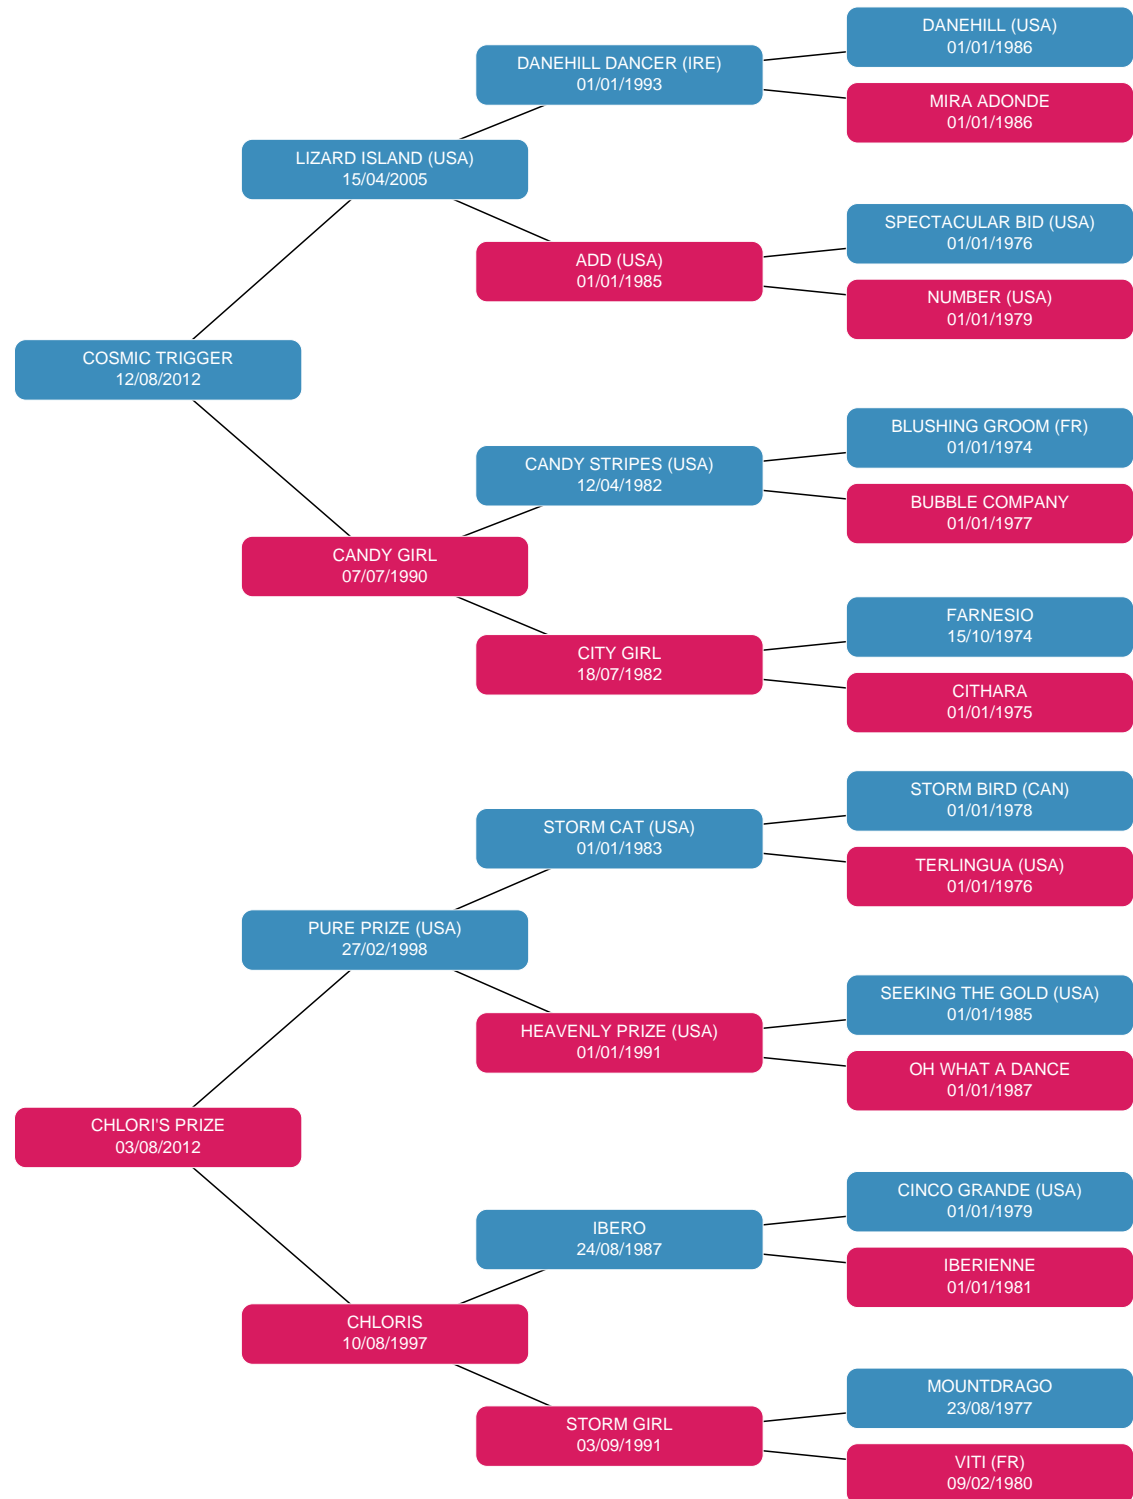 DANEHILL (USA)
01/01/1986
DANEHILL DANCER (IRE)
01/01/1993
MIRA ADONDE
01/01/1986
LIZARD ISLAND (USA)
15/04/2005
SPECTACULAR BID (USA)
01/01/1976
ADD (USA)
01/01/1985
NUMBER (USA)
01/01/1979
COSMIC TRIGGER
12/08/2012
BLUSHING GROOM (FR)
01/01/1974
CANDY STRIPES (USA)
12/04/1982
BUBBLE COMPANY
01/01/1977
CANDY GIRL
07/07/1990
FARNESIO
15/10/1974
CITY GIRL
18/07/1982
CITHARA
01/01/1975
STORM BIRD (CAN)
01/01/1978
STORM CAT (USA)
01/01/1983
TERLINGUA (USA)
01/01/1976
PURE PRIZE (USA)
27/02/1998
SEEKING THE GOLD (USA)
01/01/1985
HEAVENLY PRIZE (USA)
01/01/1991
OH WHAT A DANCE
01/01/1987
CHLORI'S PRIZE
03/08/2012
CINCO GRANDE (USA)
01/01/1979
IBERO
24/08/1987
IBERIENNE
01/01/1981
CHLORIS
10/08/1997
MOUNTDRAGO
23/08/1977
STORM GIRL
03/09/1991
VITI (FR)
09/02/1980